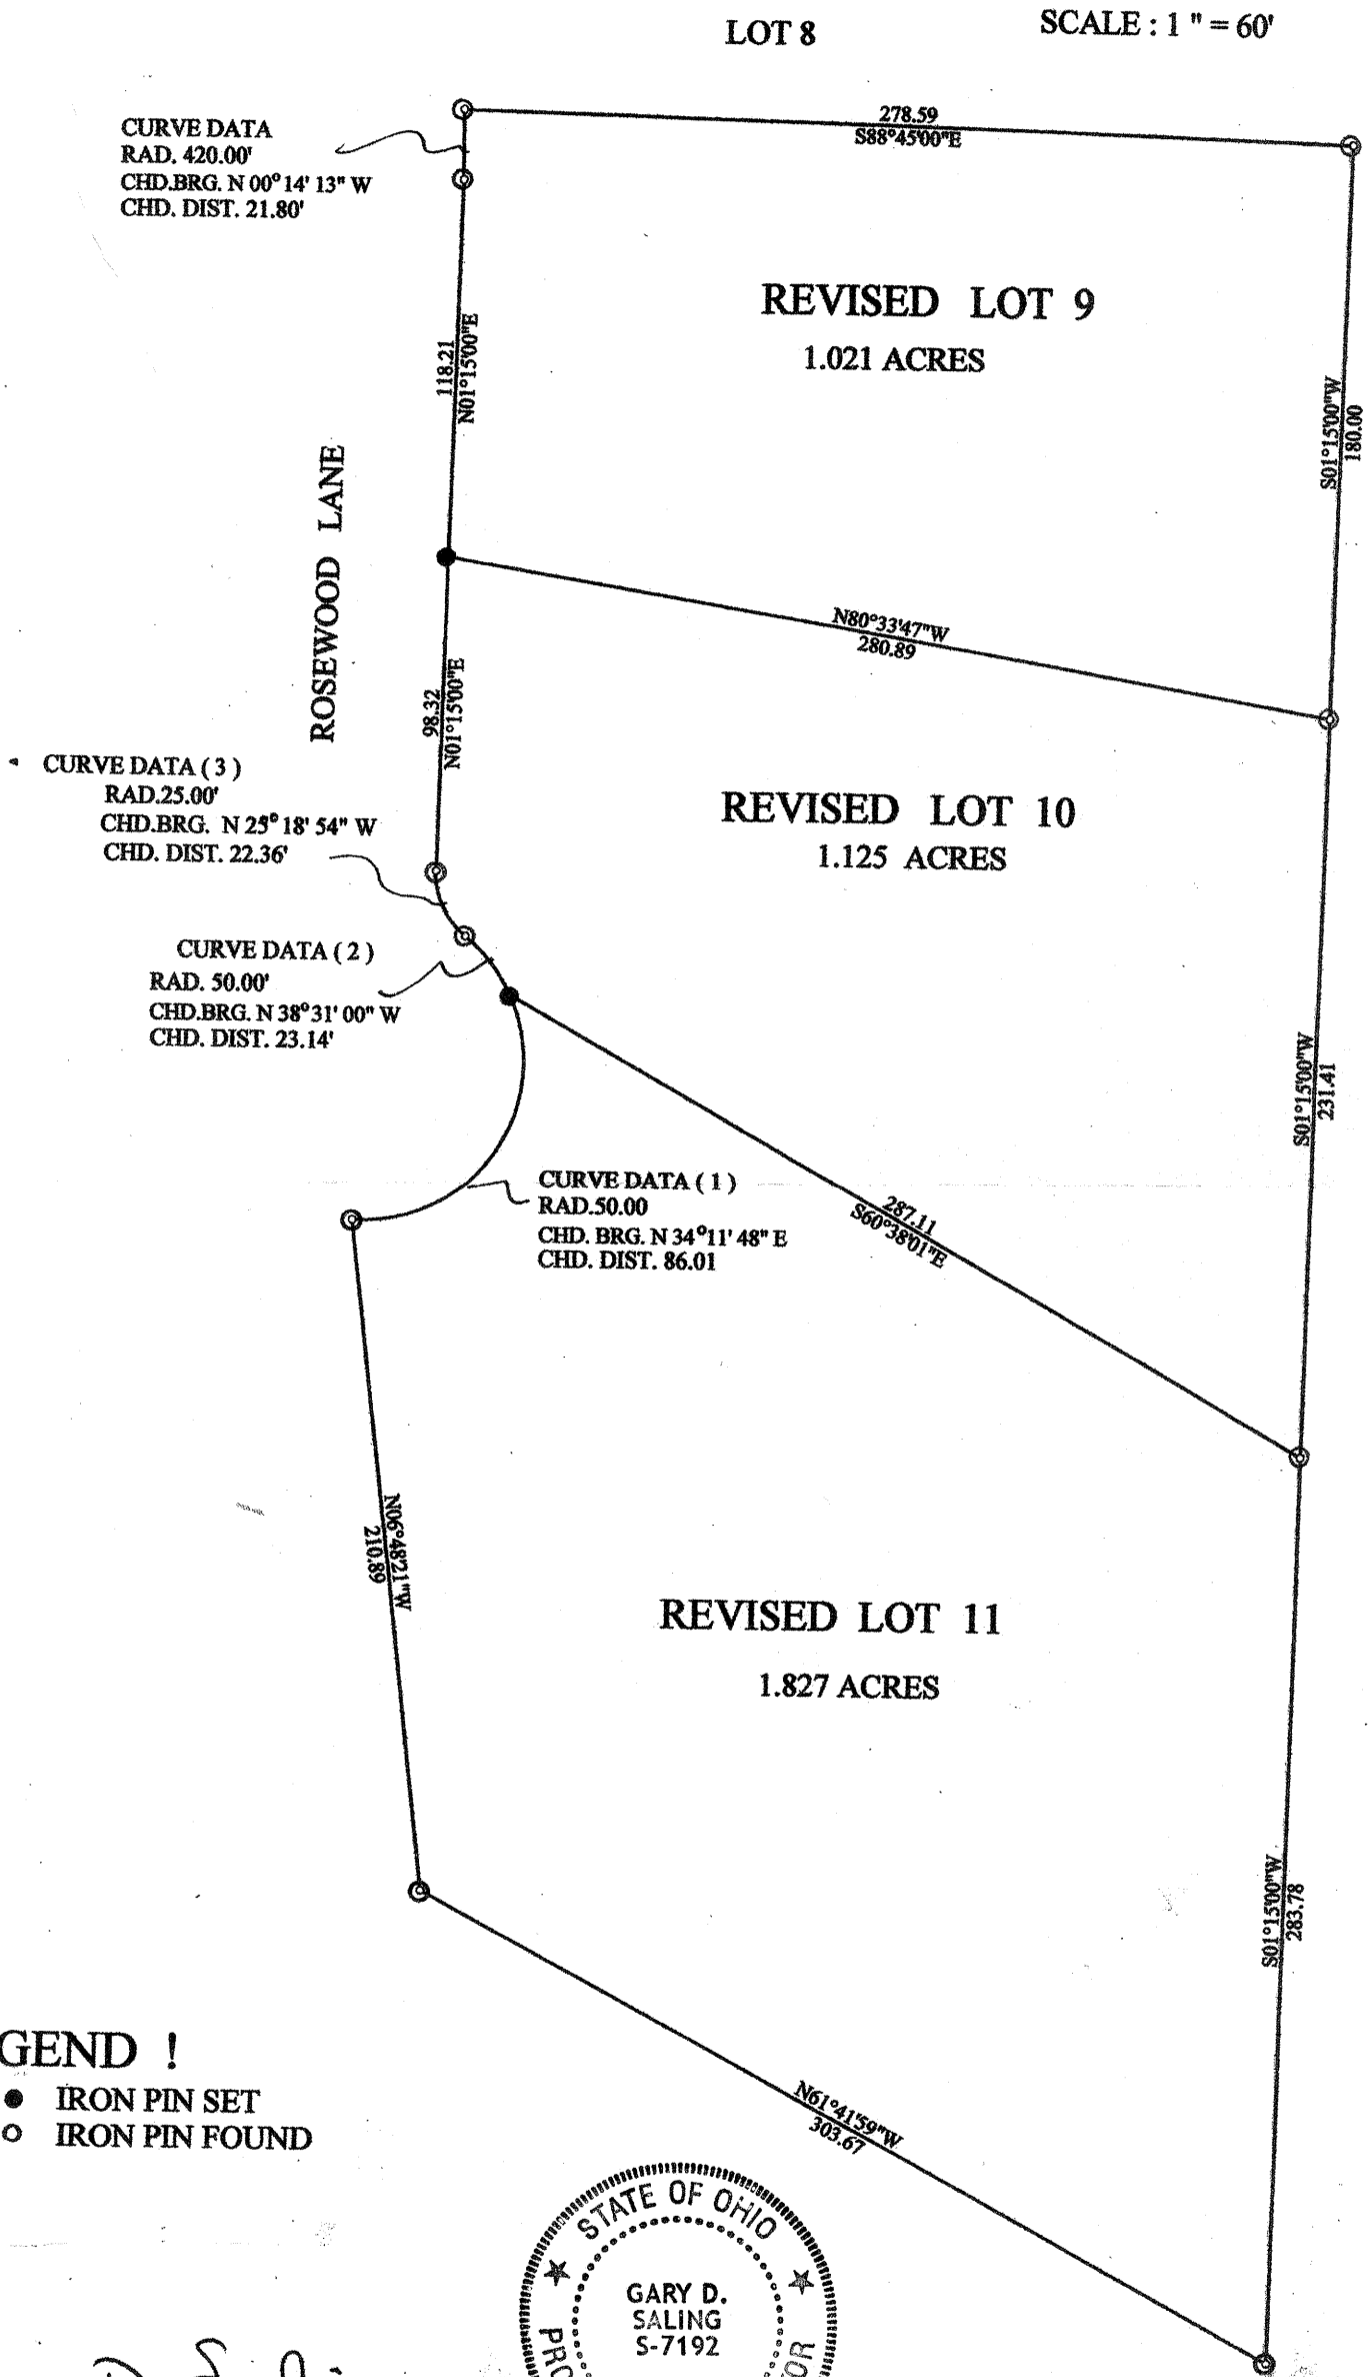 LOT 8
SCALE : 1 " = 60'
CURVE DATA
RAD. 420.00'
CHD.BRG. N 00° 14' 13" W
CHD. DIST. 21.80'
278.59
S88°45'00"E
REVISED LOT 9
1.021 ACRES
118.21
N01°15'00"E
S01°15'00"W
180.00
ROSEWOOD LANE
N80°33'47"W
280.89
98.32
N01°15'00"E
CURVE DATA ( 3 )
RAD.25.00'
CHD.BRG. N 25° 18' 54" W
CHD. DIST. 22.36'
REVISED LOT 10
1.125 ACRES
CURVE DATA ( 2 )
RAD. 50.00'
CHD.BRG. N 38° 31' 00" W
CHD. DIST. 23.14'
S01°15'00"W
231.41
CURVE DATA ( 1 )
RAD.50.00
CHD. BRG. N 34° 11' 48" E
CHD. DIST. 86.01
287.11
S60°38'01"E
N06°48'21"W
210.89
REVISED LOT 11
1.827 ACRES
S01°15'00"W
283.78
N61°41'59"W
303.67
GEND !
IRON PIN SET
IRON PIN FOUND
STATE OF OHIO
GARY D.
SALING
S-7192